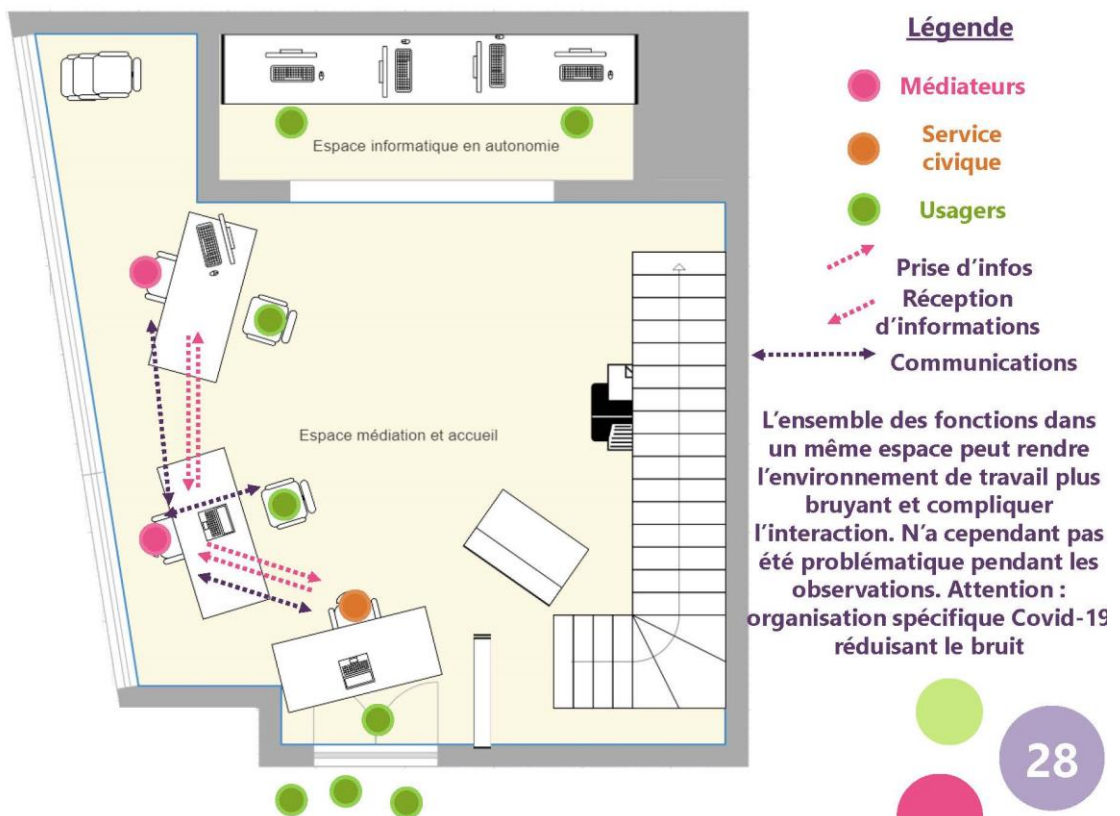 Légende
Médiateurs
Service
civique
Usagers
Prise d'infos
Réception
d'informations
Communications
Espace informatique en autonomie
Espace médiation et accueil
L'ensemble des fonctions dans
un même espace peut rendre
l'environnement de travail plus
bruyant et compliquer
l'interaction. N'a cependant pas
été problématique pendant les
observations. Attention :
organisation spécifique Covid-19
réduisant le bruit
28